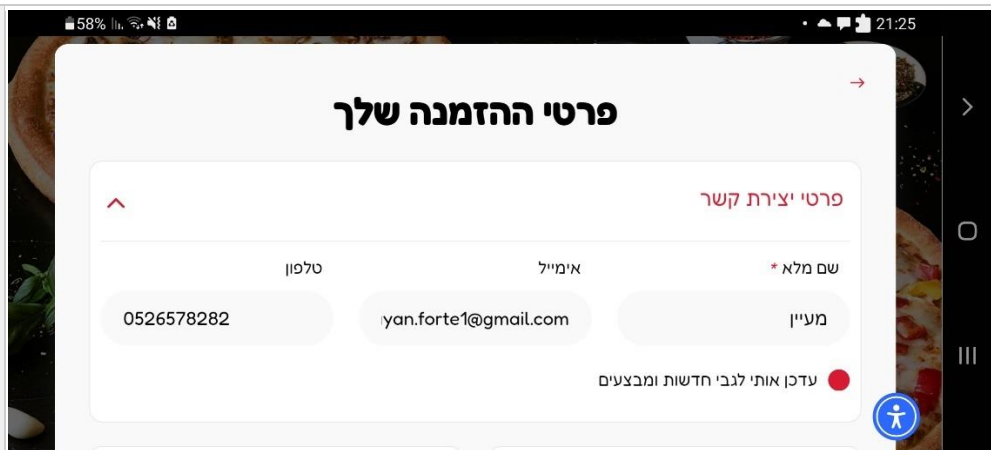 58% 21:25
פרטי ההזמנה שלך
פרטי יצירת קשר
שם מלא * אימייל טלפון
מעיין yan.forte1@gmail.com 0526578282
עדכן אותי לגבי חדשות ומבצעים